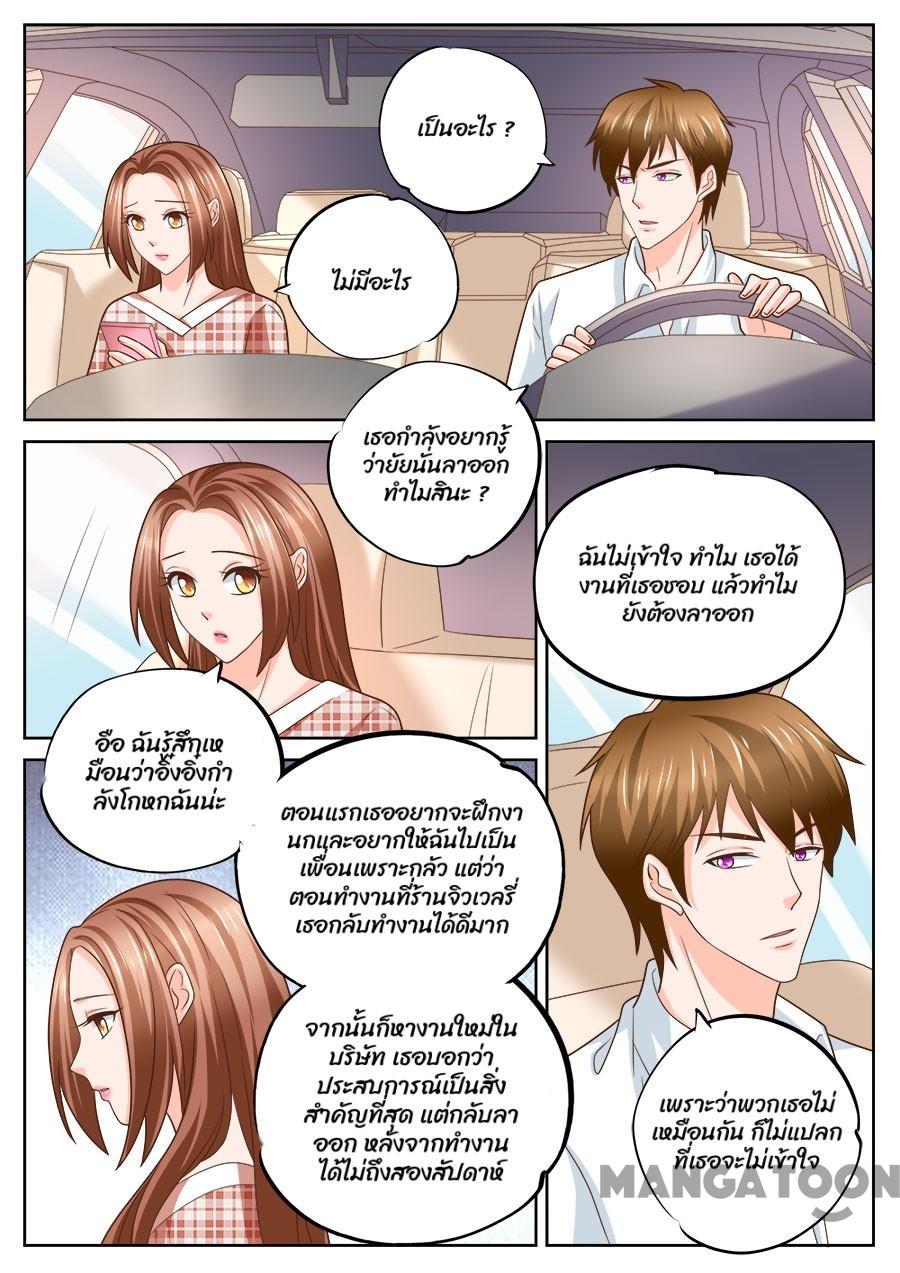 เป็นอะไร ?
ไม่มีอะไร
เธอกำลังอยากรู้
ว่ายัยนั่นลาออก
ทำไมสินะ ?
ฉันไม่เข้าใจ ทำไม เธอได้
งานที่เธอชอบ แล้วทำไม
ยังต้องลาออก
อือ ฉันรู้สึกเห
มือนว่าอิ๋งอิ๋งกำ
ลังโกหกฉันน่ะ
ตอนแรกเธออยากจะฝึกงา
นกและอยากให้ฉันไปเป็น
เพื่อนเพราะกลัว แต่ว่า
ตอนทำงานที่ร้านจิวเวลรี่
เธอกลับทำงานได้ดีมาก
จากนั้นก็หางานใหม่ใน
บริษัท เธอบอกว่า
ประสบการณ์เป็นสิ่ง
สำคัญที่สุด แต่กลับลา
ออก หลังจากทำงาน
ได้ไม่ถึงสองสัปดาห์
เพราะว่าพวกเธอไม่
เหมือนกัน ก็ไม่แปลก
ที่เธอจะไม่เข้าใจ
MANGATOON